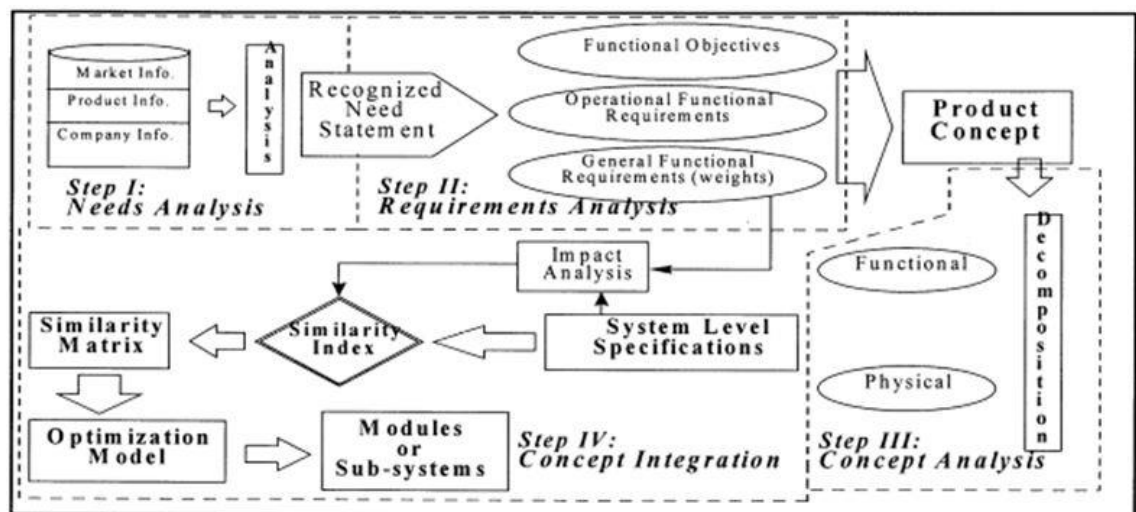 Market Info.
Product Info.
Company Info.
Analysis
Step I:
Needs Analysis
Recognized
Need
Statement
Functional Objectives
Operational Functional
Requirements
General Functional
Requirements (weights)
Step II:
Requirements Analysis
Product
Concept
Impact
Analysis
Functional
Physical
Decomposition
Step III:
Concept Analysis
Similarity
Matrix
Similarity
Index
System Level
Specifications
Optimization
Model
Modules
or
Sub-systems
Step IV:
Concept Integration